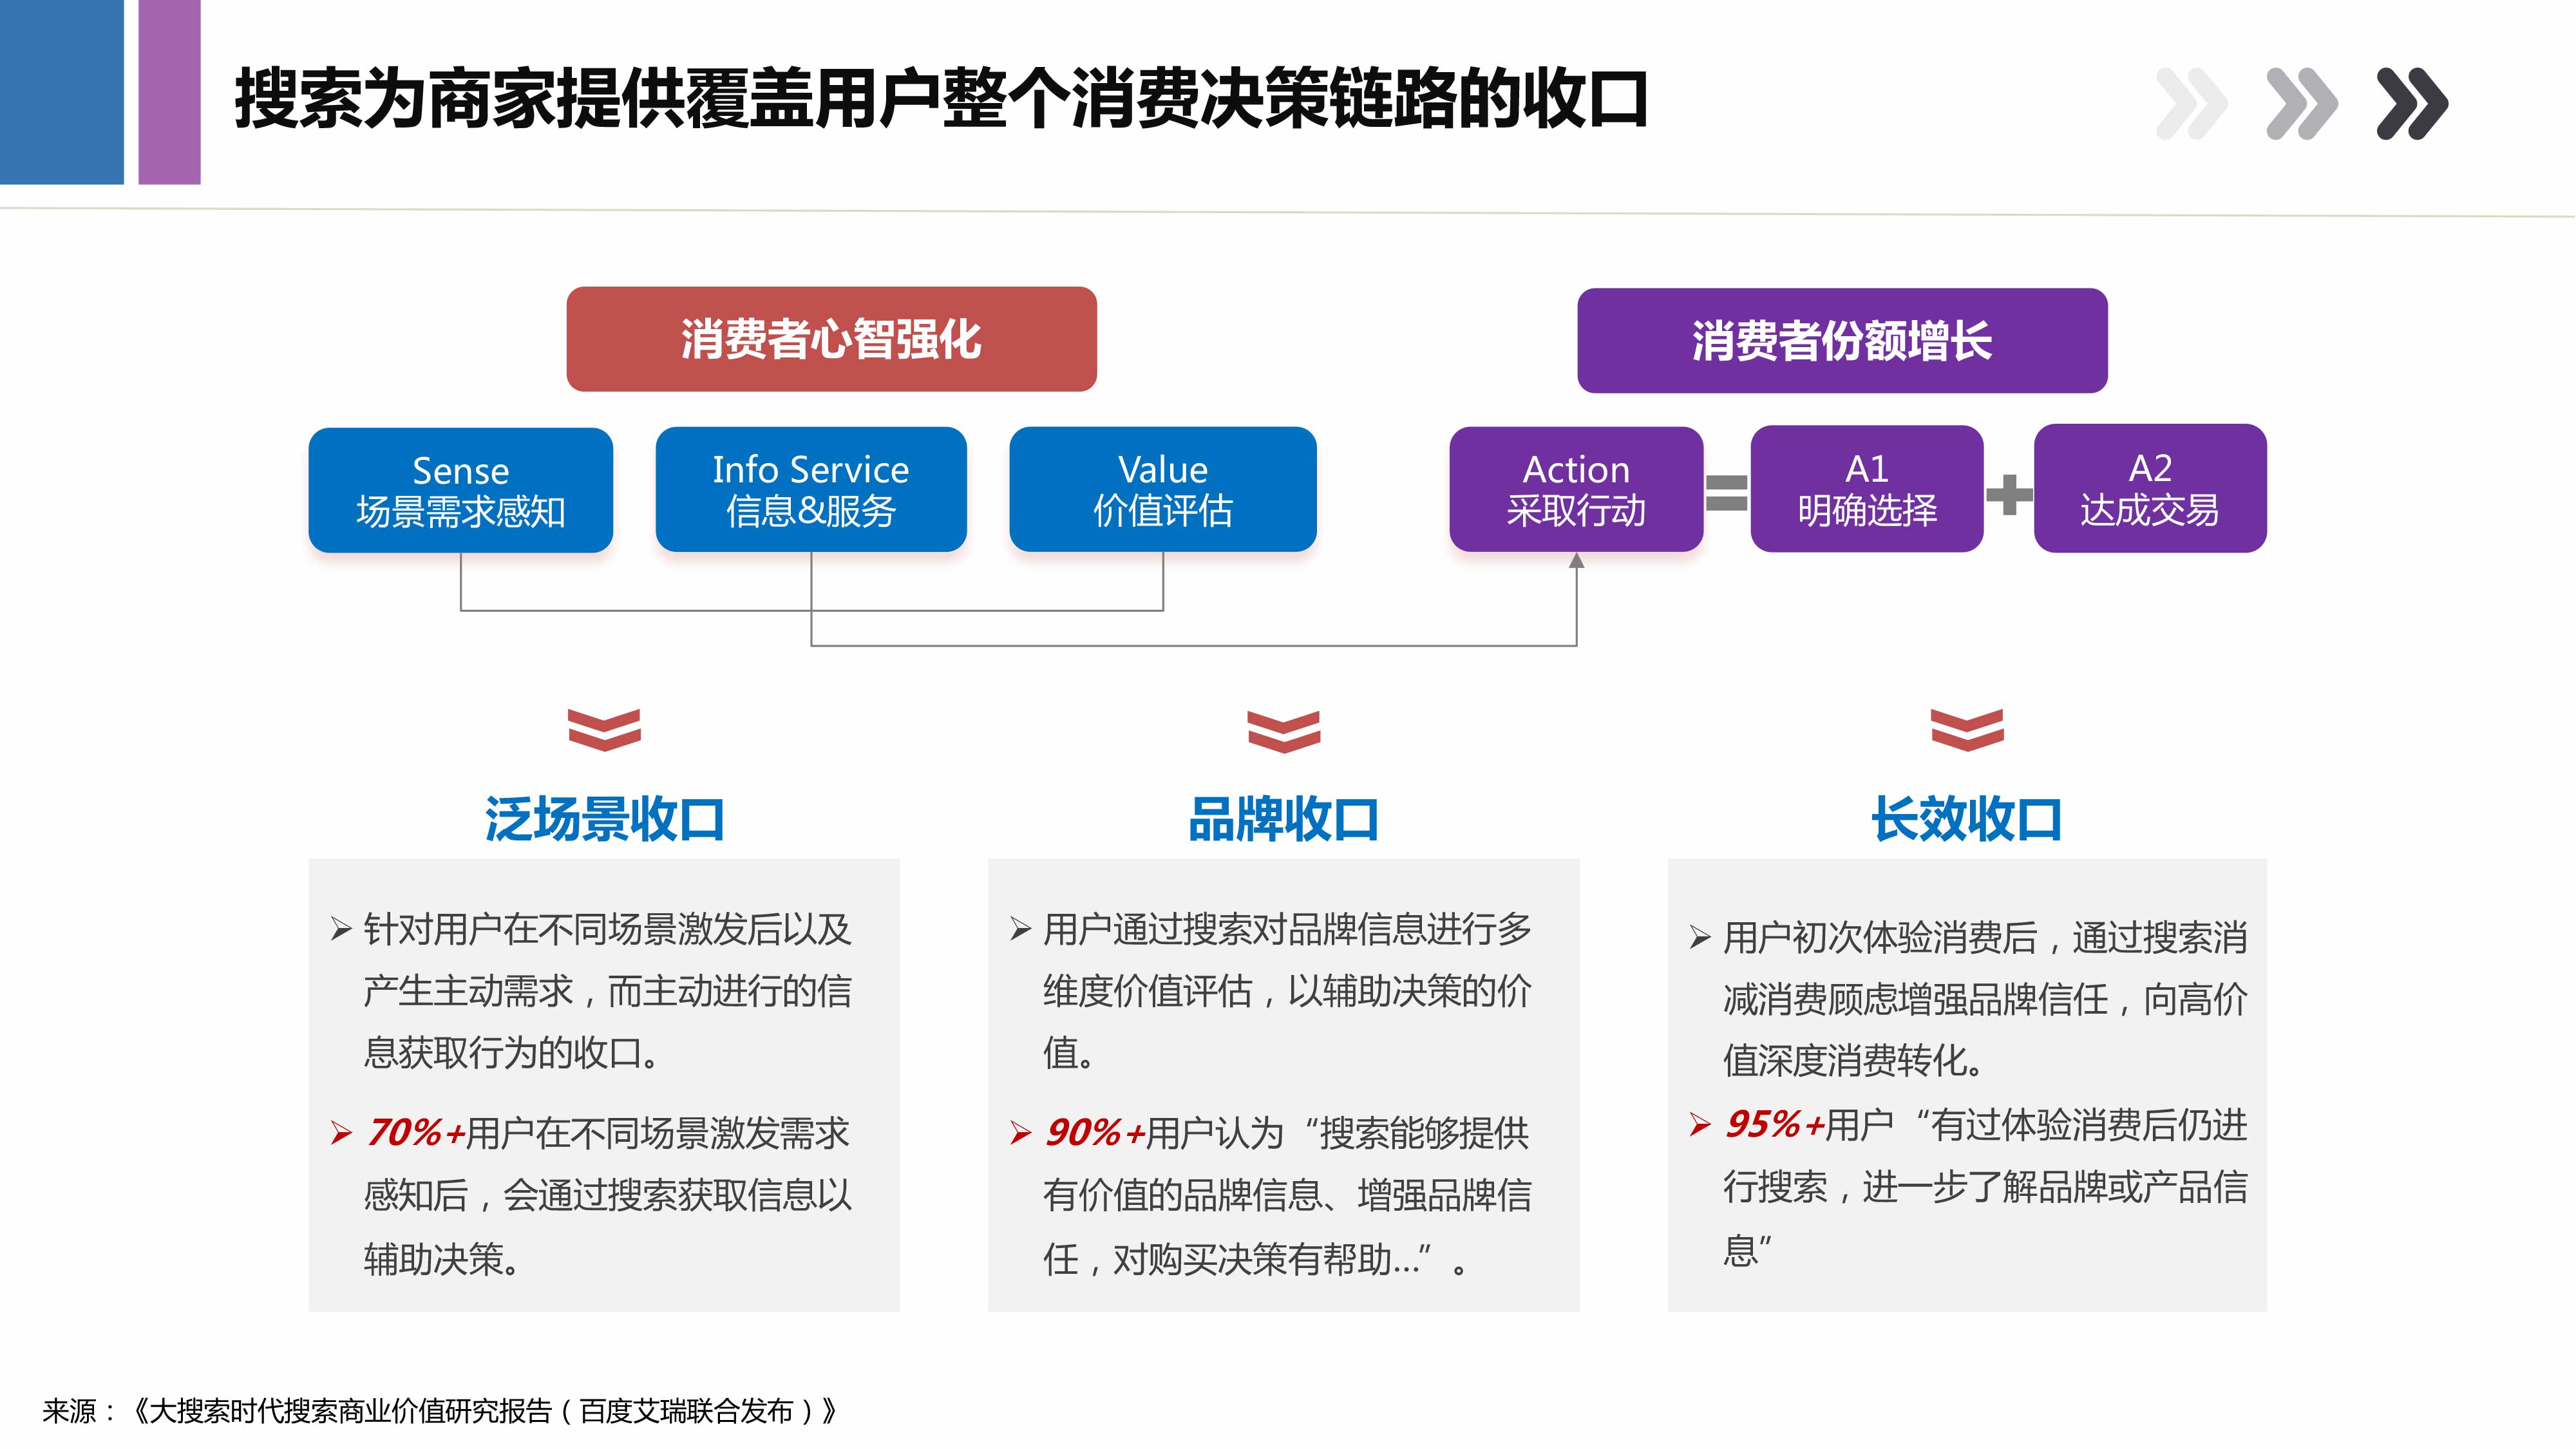 搜索为商家提供覆盖用户整个消费决策链路的收口
消费者心智强化
消费者份额增长
Sense
场景需求感知
Info Service
信息&服务
Value
价值评估
Action
采取行动
=
A1
明确选择
+
A2
达成交易
泛场景收口
针对用户在不同场景激发后以及
产生主动需求，而主动进行的信
息获取行为的收口。
70%+用户在不同场景激发需求
感知后，会通过搜索获取信息以
辅助决策。
品牌收口
用户通过搜索对品牌信息进行多
维度价值评估，以辅助决策的价
值。
90%+用户认为“搜索能够提供
有价值的品牌信息、增强品牌信
任，对购买决策有帮助...”。
长效收口
用户初次体验消费后，通过搜索消
减消费顾虑增强品牌信任，向高价
值深度消费转化。
95%+用户“有过体验消费后仍进
行搜索，进一步了解品牌或产品信
息”
来源：《大搜索时代搜索商业价值研究报告（百度艾瑞联合发布）》